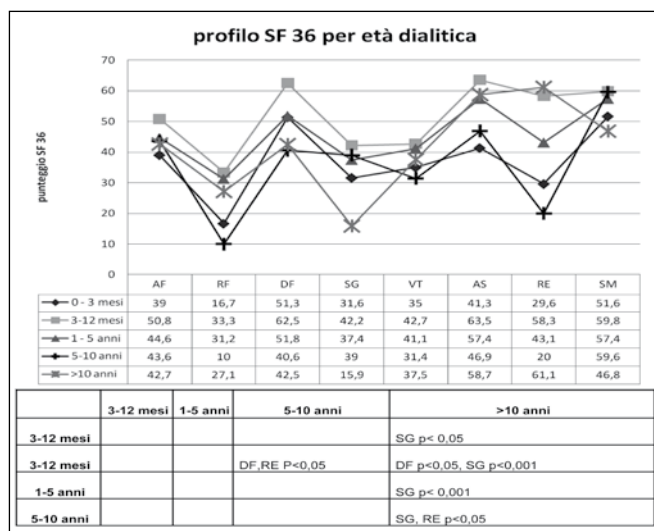 profilo SF 36 per età dialitica
punteggio SF 36
70
60
50
40
30
20
10
0
AF RF DF SG VT AS RE SM
0 - 3 mesi 39 16,7 51,3 31,6 35 41,3 29,6 51,6
3-12 mesi 50,8 33,3 62,5 42,2 42,7 63,5 58,3 59,8
1 - 5 anni 44,6 31,2 51,8 37,4 41,1 57,4 43,1 57,4
5-10 anni 43,6 10 40,6 39 31,4 46,9 20 59,6
>10 anni 42,7 27,1 42,5 15,9 37,5 58,7 61,1 46,8
3-12 mesi 1-5 anni 5-10 anni >10 anni
3-12 mesi SG p< 0,05
3-12 mesi DF,RE P<0,05 DF p<0,05, SG p<0,001
1-5 anni SG p< 0,001
5-10 anni SG, RE p<0,05